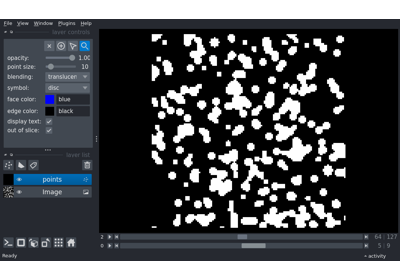 File View Window Plugins Help
layer controls
opacity: 1.00
point size: 10
blending: translucen
symbol: disc
face color: blue
edge color: black
display text:
out of slice:
layer list
points
Image
2 64 127
0 5 9
Ready activity